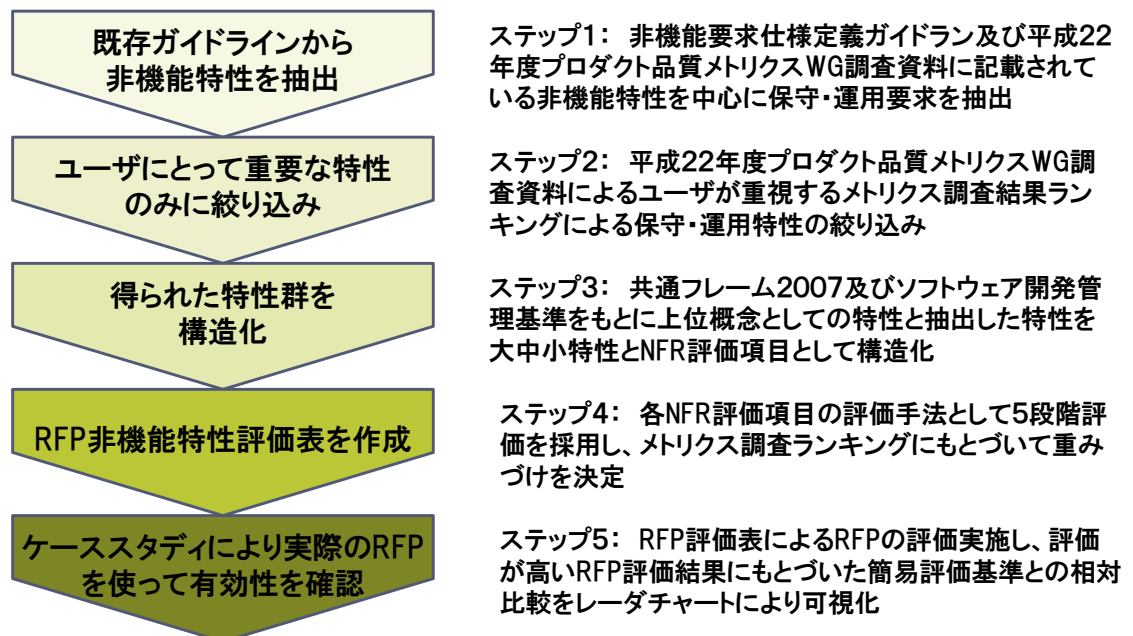 既存ガイドラインから
非機能特性を抽出
ステップ1： 非機能要求仕様定義ガイドラン及び平成22
年度プロダクト品質メトリクスWG調査資料に記載されて
いる非機能特性を中心に保守・運用要求を抽出
ユーザにとって重要な特性
のみに絞り込み
ステップ2： 平成22年度プロダクト品質メトリクスWG調
査資料によるユーザが重視するメトリクス調査結果ラン
キングによる保守・運用特性の絞り込み
得られた特性群を
構造化
ステップ3： 共通フレーム2007及びソフトウェア開発管
理基準をもとに上位概念としての特性と抽出した特性を
大中小特性とNFR評価項目として構造化
RFP非機能特性評価表を作成
ステップ4： 各NFR評価項目の評価手法として5段階評
価を採用し、メトリクス調査ランキングにもとづいて重み
づけを決定
ケーススタディにより実際のRFP
を使って有効性を確認
ステップ5： RFP評価表によるRFPの評価実施し、評価
が高いRFP評価結果にもとづいた簡易評価基準との相対
比較をレーダチャートにより可視化